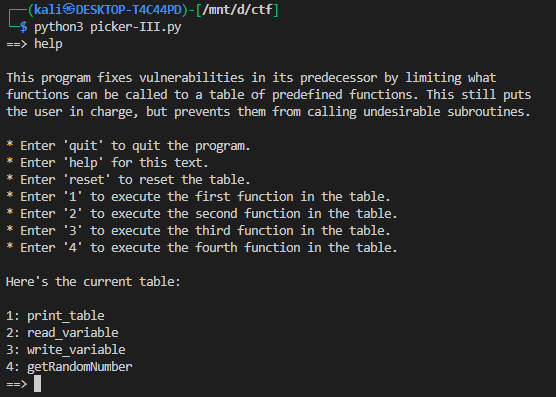 ┌──(kali㉿DESKTOP-T4C44PD)-[/mnt/d/ctf]
└─$ python3 picker-III.py
==> help
This program fixes vulnerabilities in its predecessor by limiting what
functions can be called to a table of predefined functions. This still puts
the user in charge, but prevents them from calling undesirable subroutines.
* Enter 'quit' to quit the program.
* Enter 'help' for this text.
* Enter 'reset' to reset the table.
* Enter '1' to execute the first function in the table.
* Enter '2' to execute the second function in the table.
* Enter '3' to execute the third function in the table.
* Enter '4' to execute the fourth function in the table.
Here's the current table:
1: print_table
2: read_variable
3: write_variable
4: getRandomNumber
==>